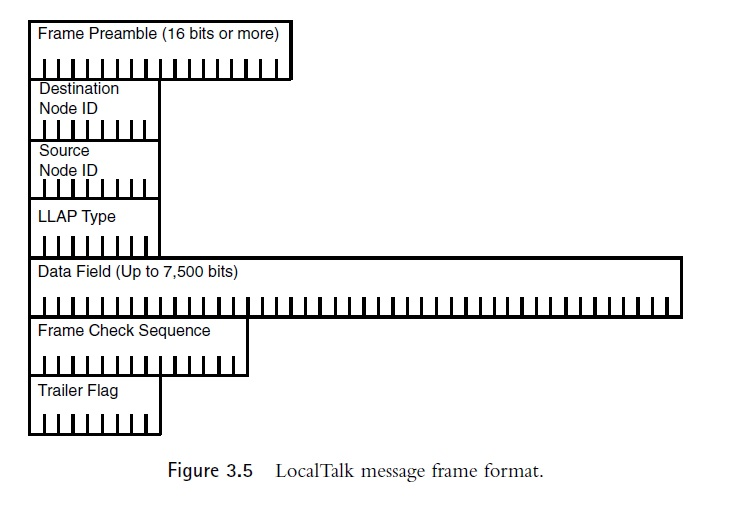 Frame Preamble (16 bits or more)
Destination
Node ID
Source
Node ID
LLAP Type
Data Field (Up to 7,500 bits)
Frame Check Sequence
Trailer Flag
Figure 3.5 LocalTalk message frame format.